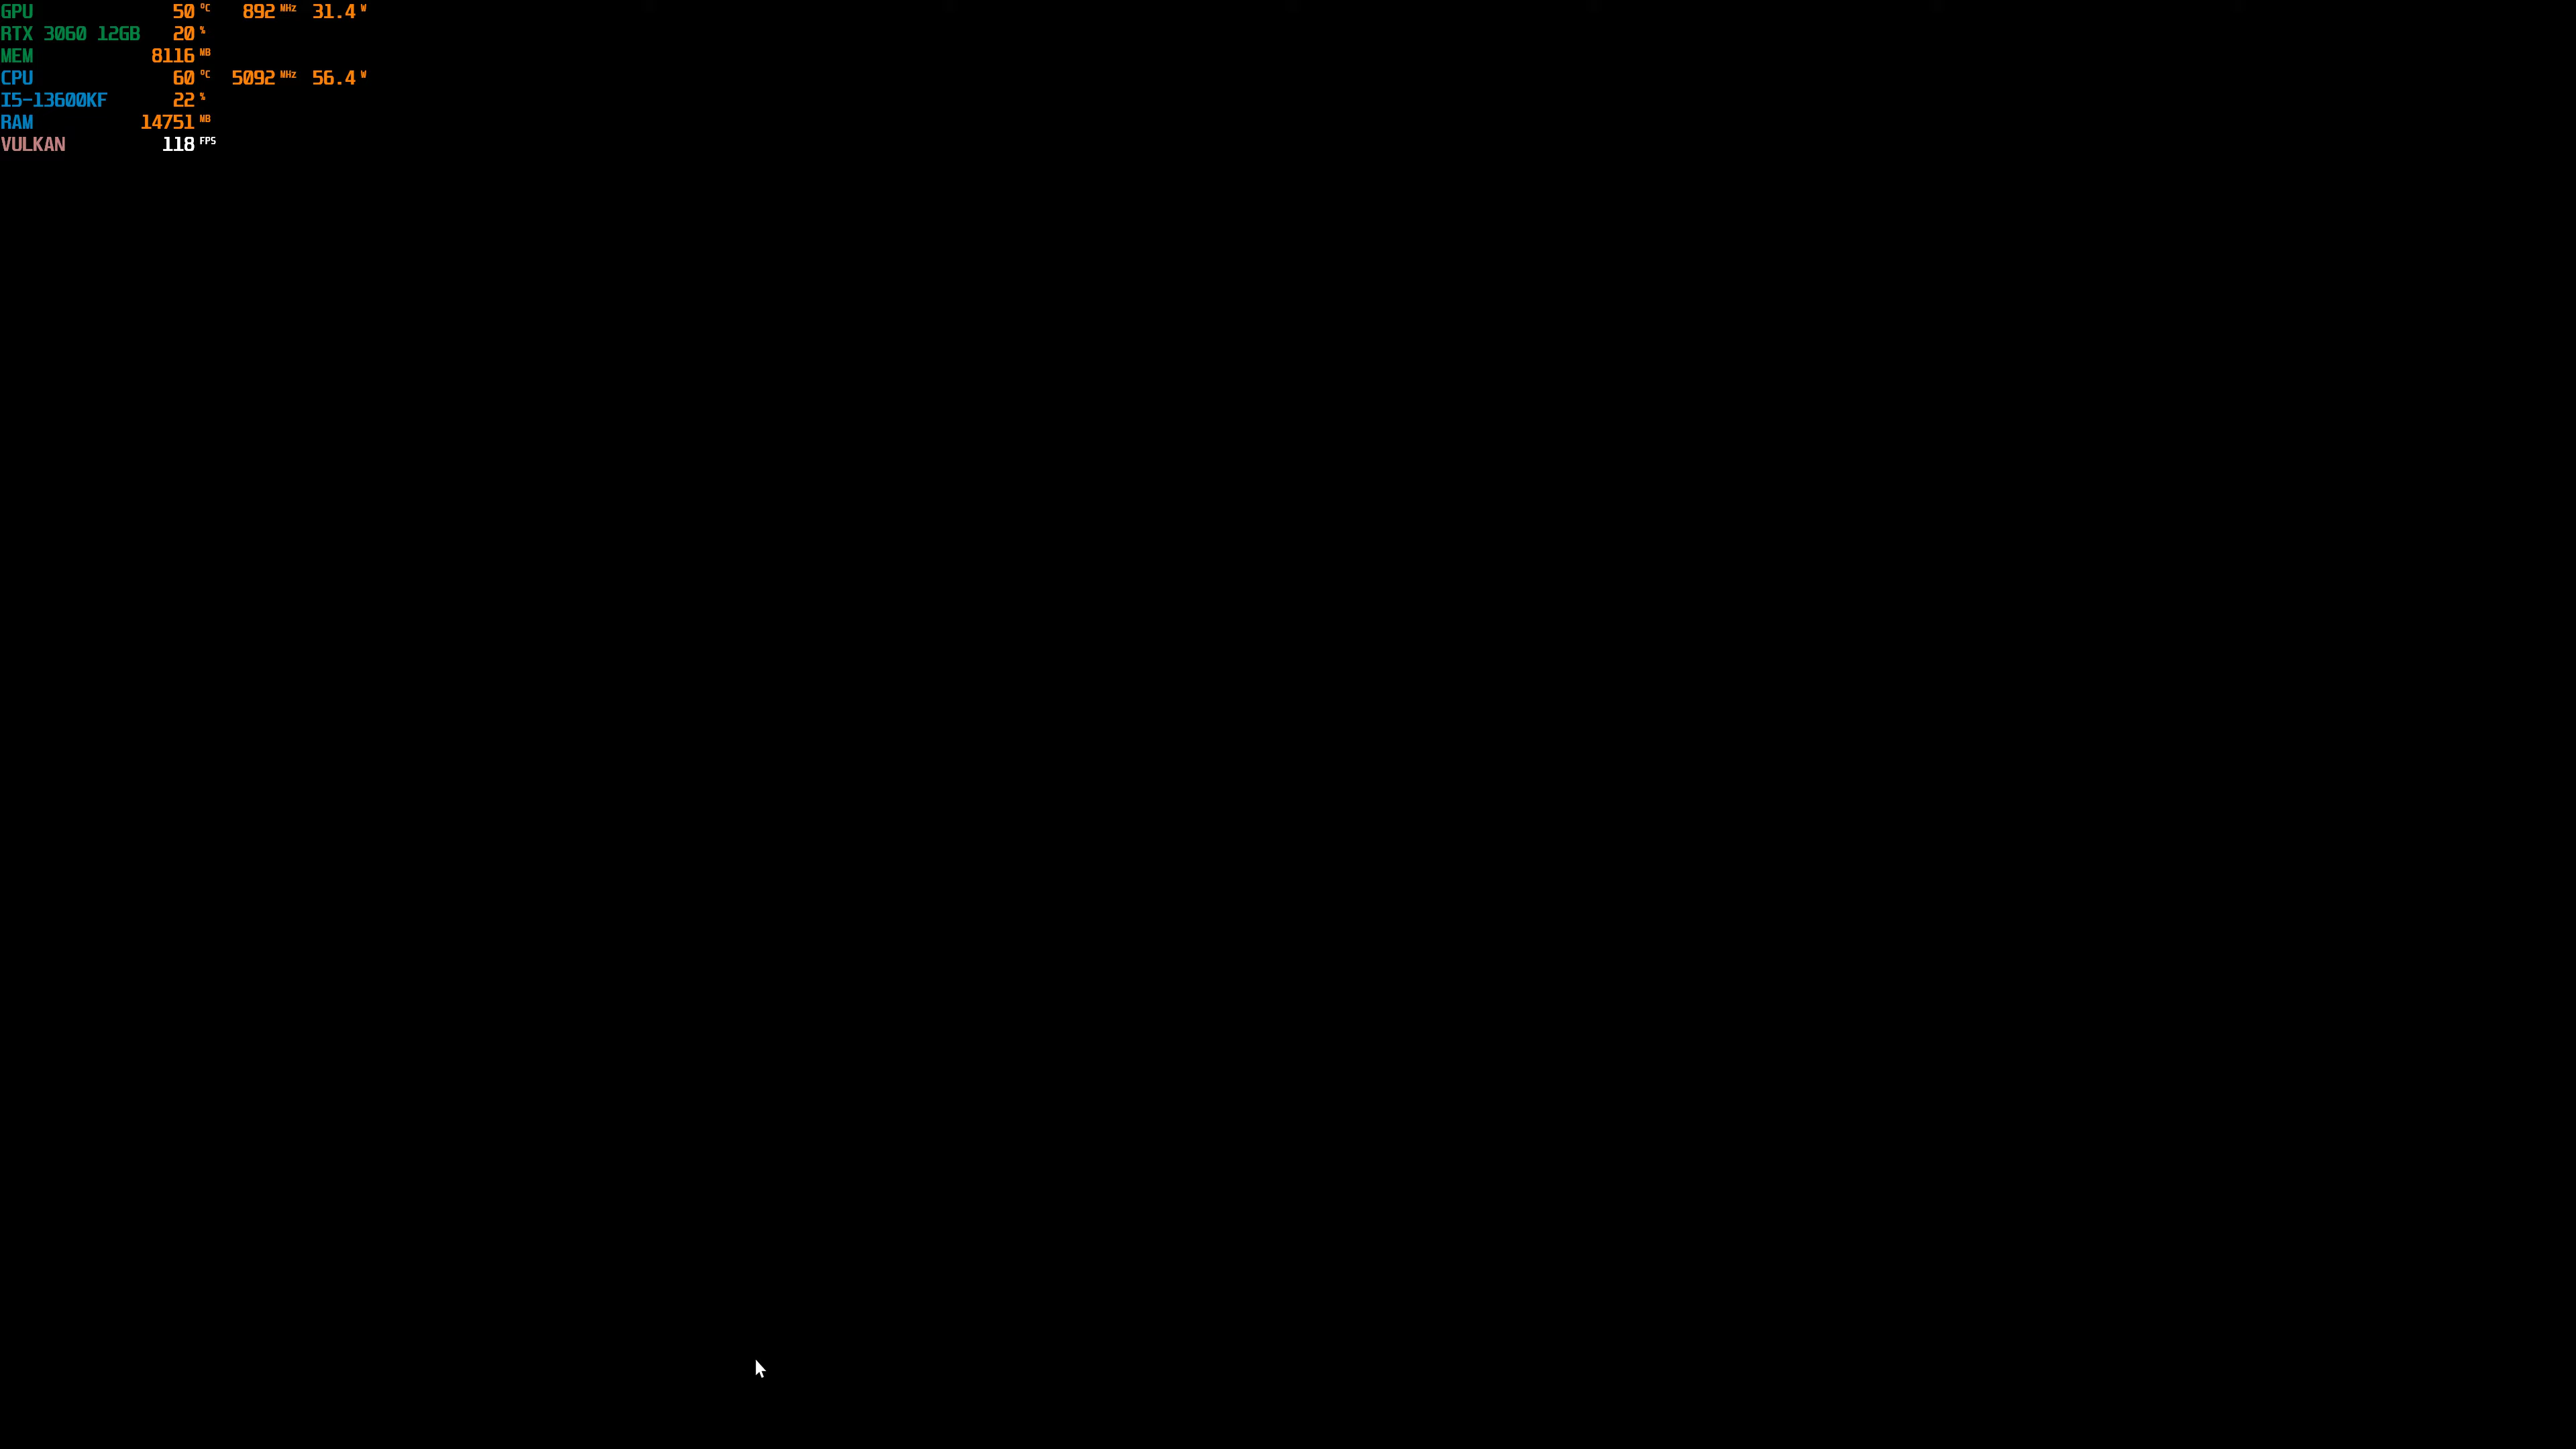 GPU 50 °C 892 MHz 31.4 W
RTX 3060 12GB 20 %
MEM 8116 MB
CPU 60 °C 5092 MHz 56.4 W
I5-13600KF 22 %
RAM 14751 MB
VULKAN 118 FPS